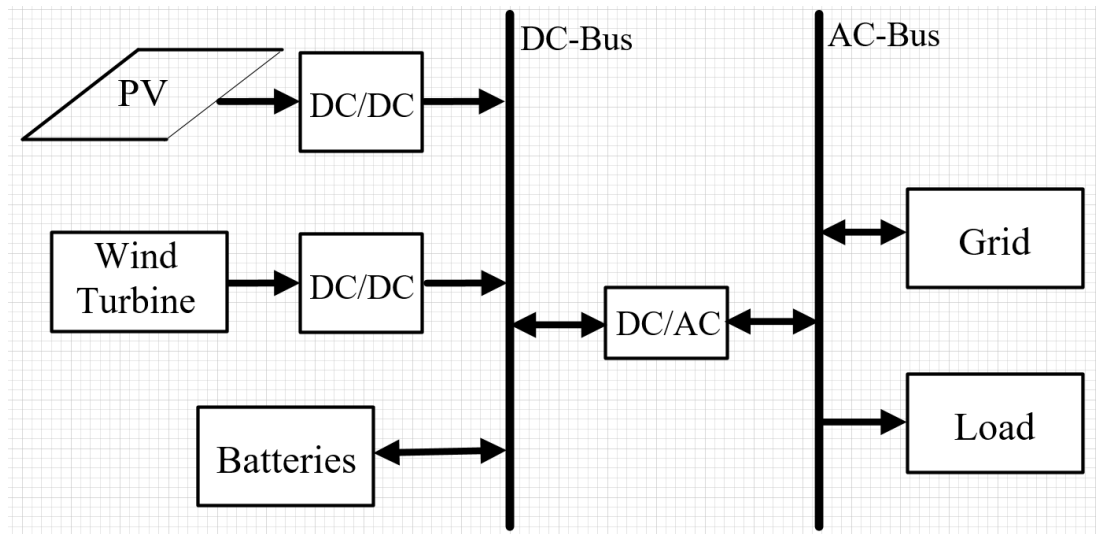 DC-Bus
AC-Bus
PV
DC/DC
Wind
Turbine
DC/DC
Grid
DC/AC
Batteries
Load